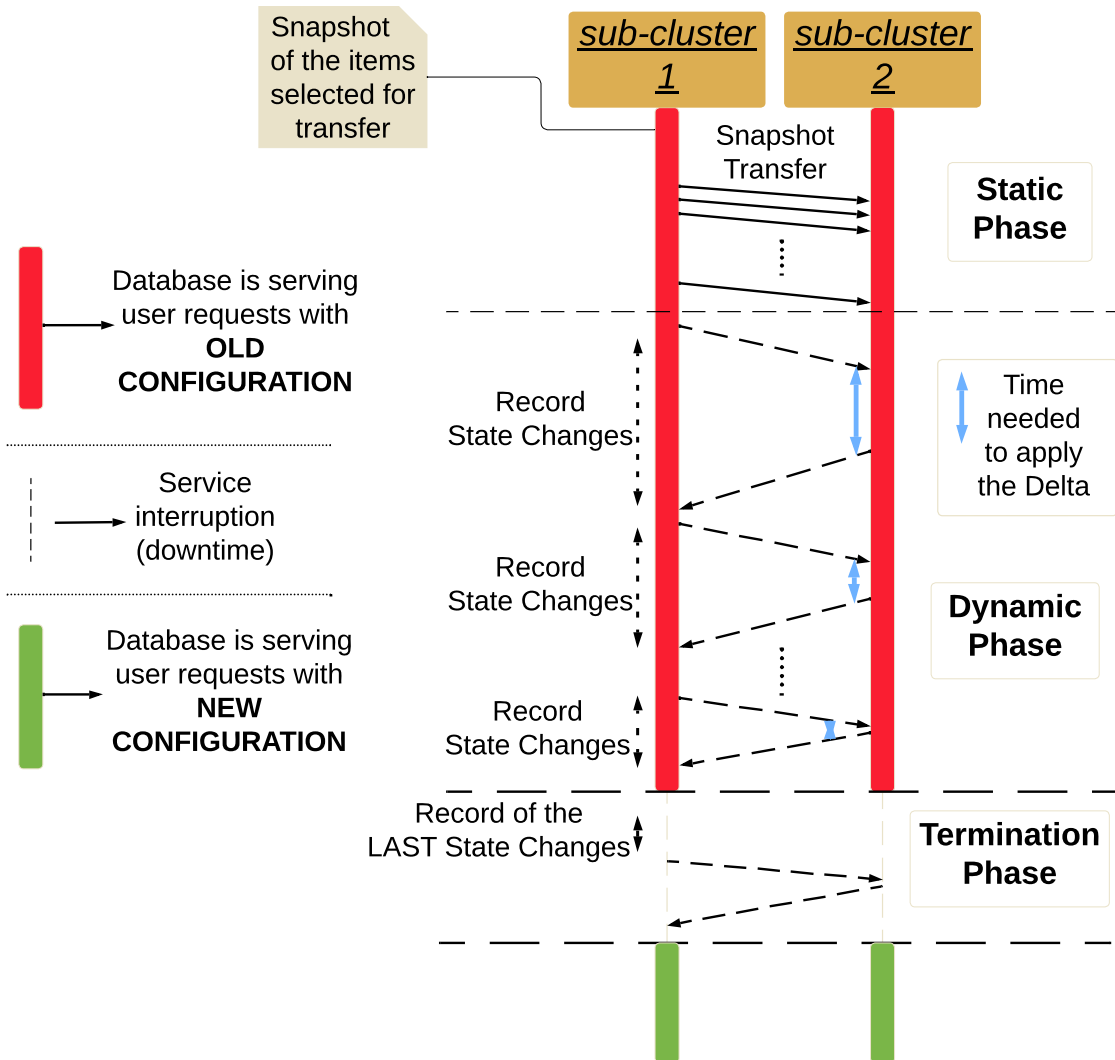 Snapshot
of the items
selected for
transfer
sub-cluster
1
sub-cluster
2
Snapshot
Transfer
Static
Phase
Database is serving
user requests with
OLD
CONFIGURATION
Record
State Changes
Time
needed
to apply
the Delta
Service
interruption
(downtime)
Record
State Changes
Dynamic
Phase
Database is serving
user requests with
NEW
CONFIGURATION
Record
State Changes
Record of the
LAST State Changes
Termination
Phase